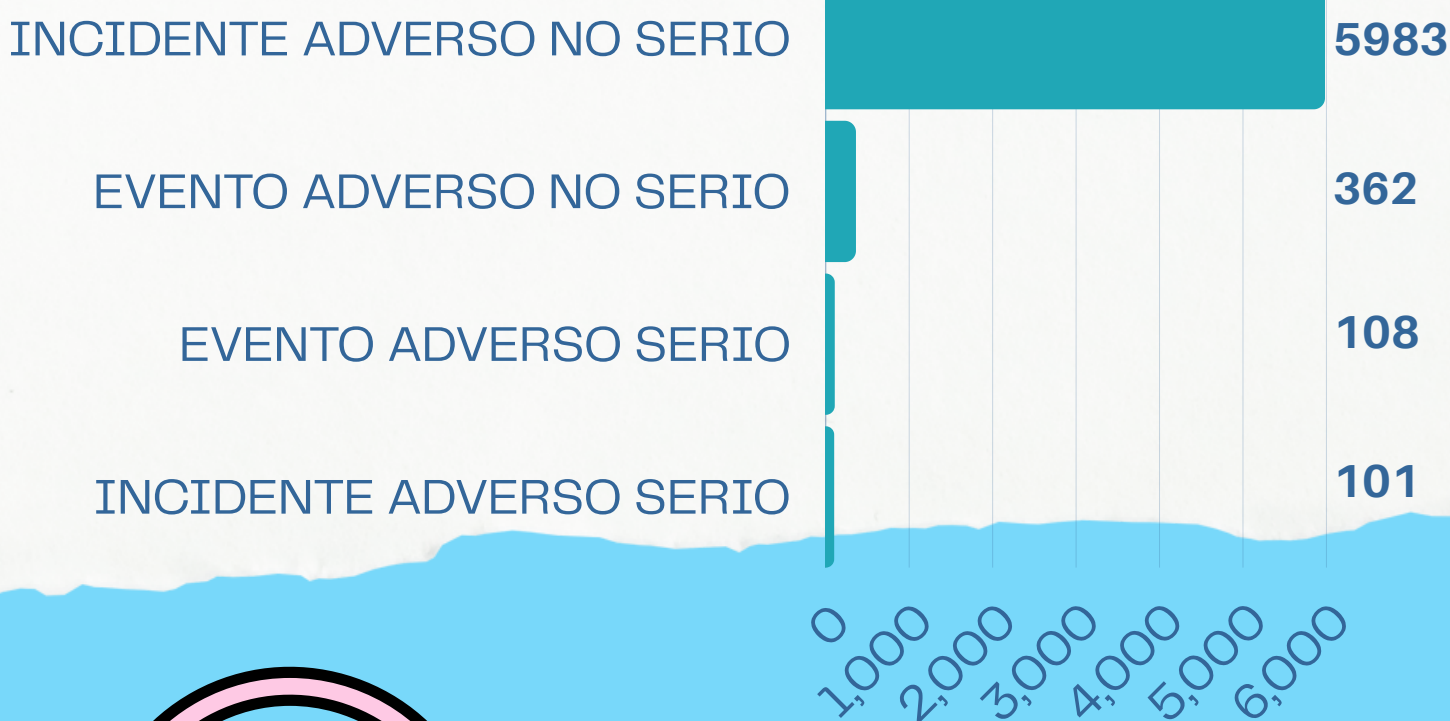 INCIDENTE ADVERSO NO SERIO 5983
EVENTO ADVERSO NO SERIO 362
EVENTO ADVERSO SERIO 108
INCIDENTE ADVERSO SERIO 101
0 1,000 2,000 3,000 4,000 5,000 6,000